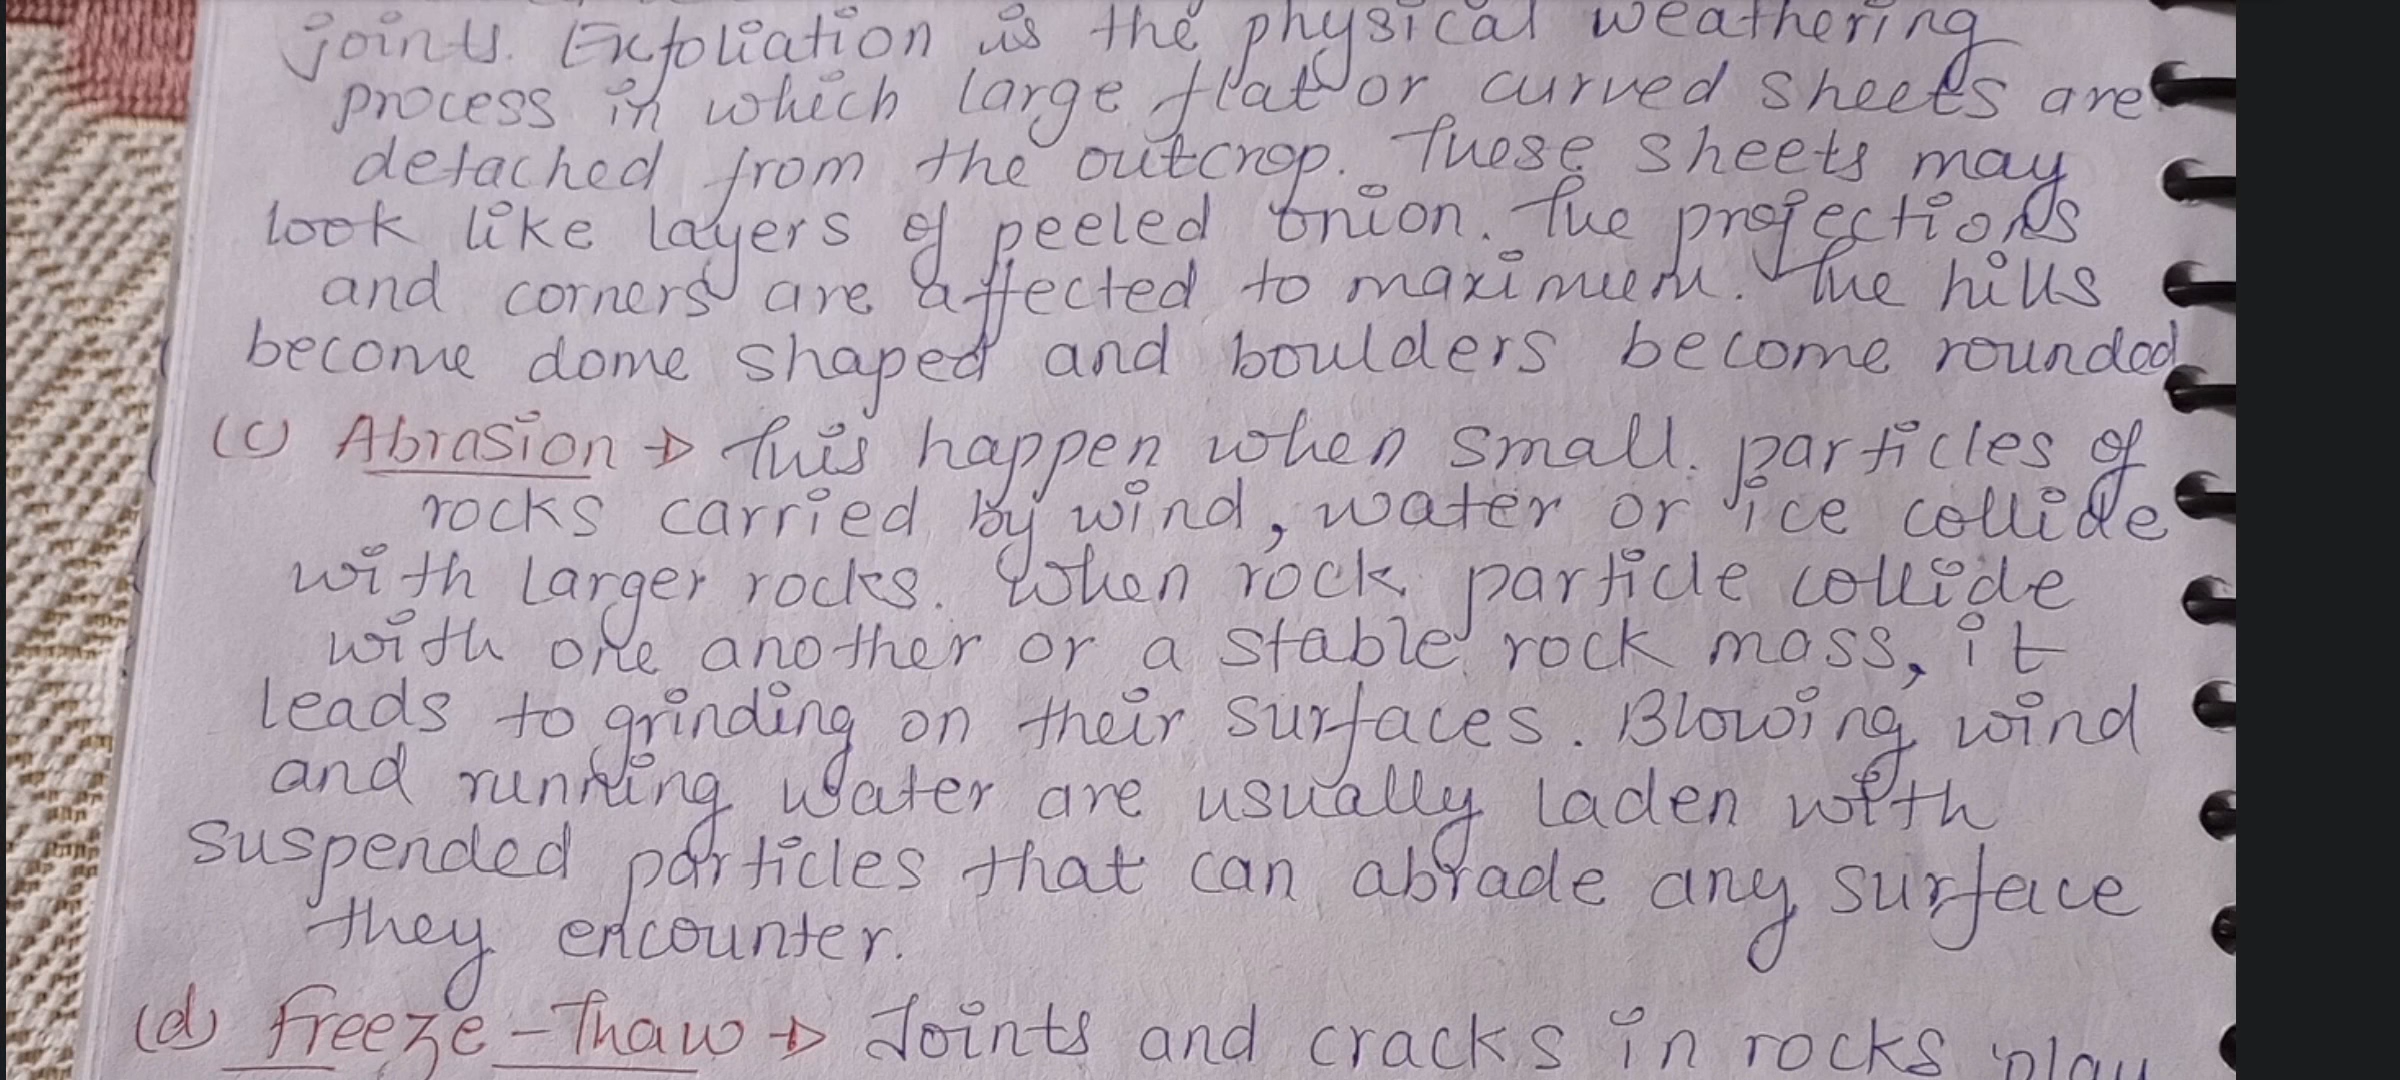 joints. Exfoliation is the physical weathering
process in which large flat or curved sheets are
detached from the outcrop. These sheets may
look like layers of peeled onion. The projections
and corners are affected to maximum. The hills
become dome shaped and boulders become rounded
(c) Abrasion → This happen when small. particles of
rocks carried by wind, water or ice collide
with larger rocks. When rock particle collide
with one another or a stable rock mass, it
leads to grinding on their surfaces. Blowing wind
and running water are usually laden with
suspended particles that can abrade any surface
they encounter.
(d) Freeze-Thaw → Joints and cracks in rocks play